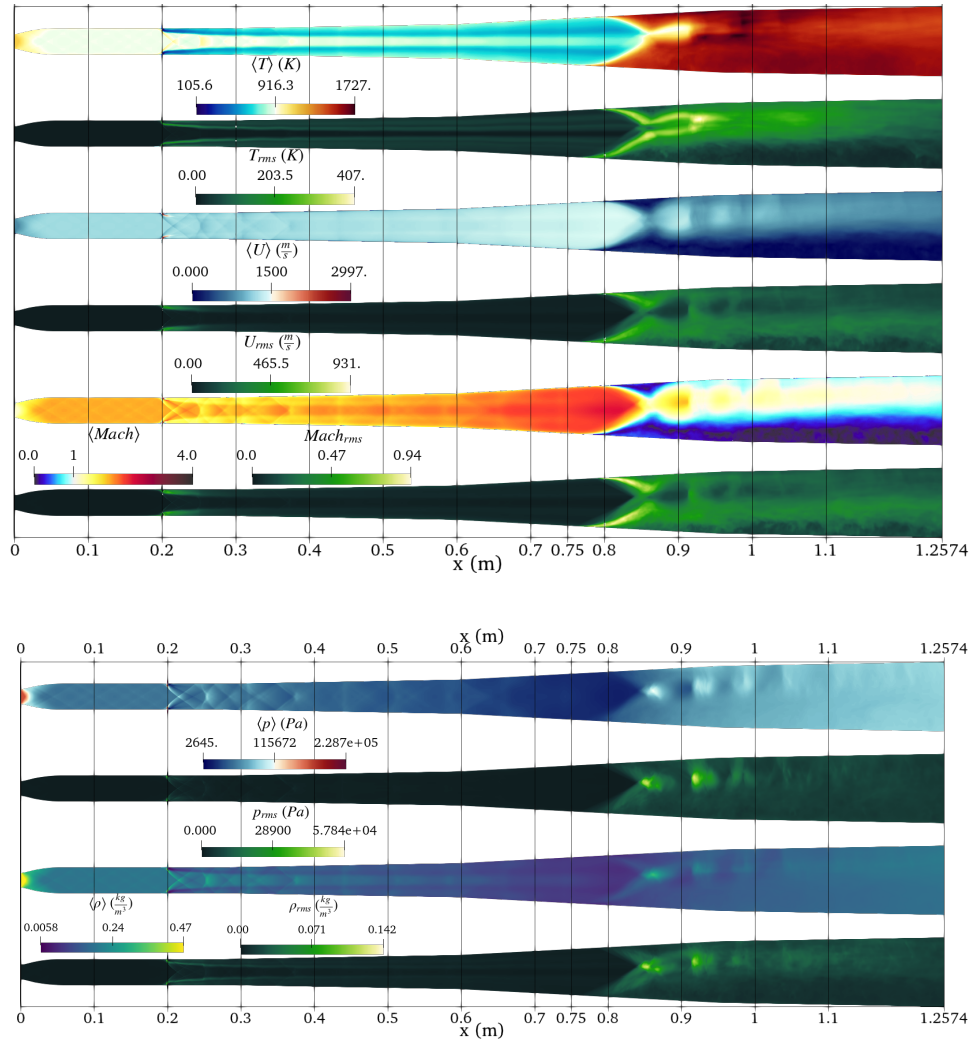 ⟨T⟩ (K)
105.6 916.3 1727.
T_rms (K)
0.00 203.5 407.
⟨U⟩ (m/s)
0.000 1500 2997.
U_rms (m/s)
0.00 465.5 931.
⟨Mach⟩ Mach_rms
0.0 1 4.0 0.0 0.47 0.94
0 0.1 0.2 0.3 0.4 0.5 0.6 0.7 0.75 0.8 0.9 1 1.1 1.2574
x (m)
x (m)
0 0.1 0.2 0.3 0.4 0.5 0.6 0.7 0.75 0.8 0.9 1 1.1 1.2574
⟨p⟩ (Pa)
2645. 115672 2.287e+05
p_rms (Pa)
0.000 28900 5.784e+04
⟨ρ⟩ (kg/m³) ρ_rms (kg/m³)
0.0058 0.24 0.47 0.00 0.071 0.142
0 0.1 0.2 0.3 0.4 0.5 0.6 0.7 0.75 0.8 0.9 1 1.1 1.2574
x (m)